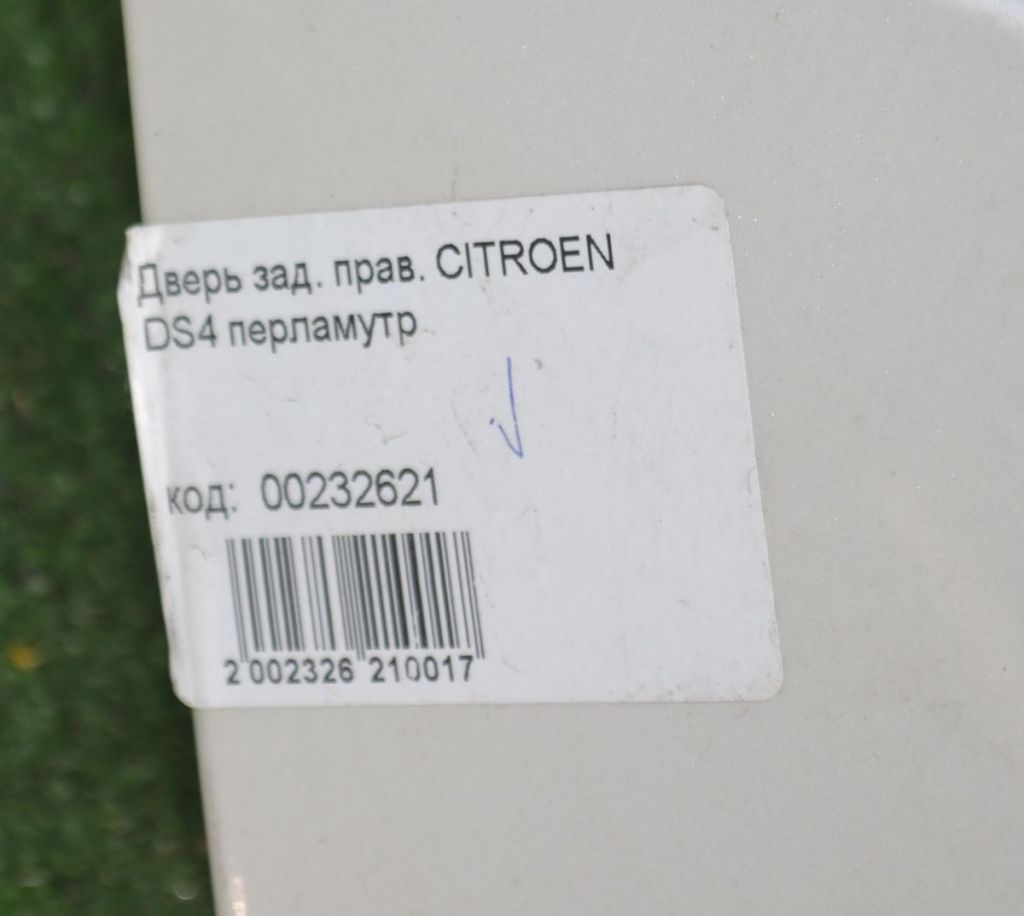 Дверь зад. прав. CITROEN
DS4 перламутр
код: 00232621
2 002326 210017